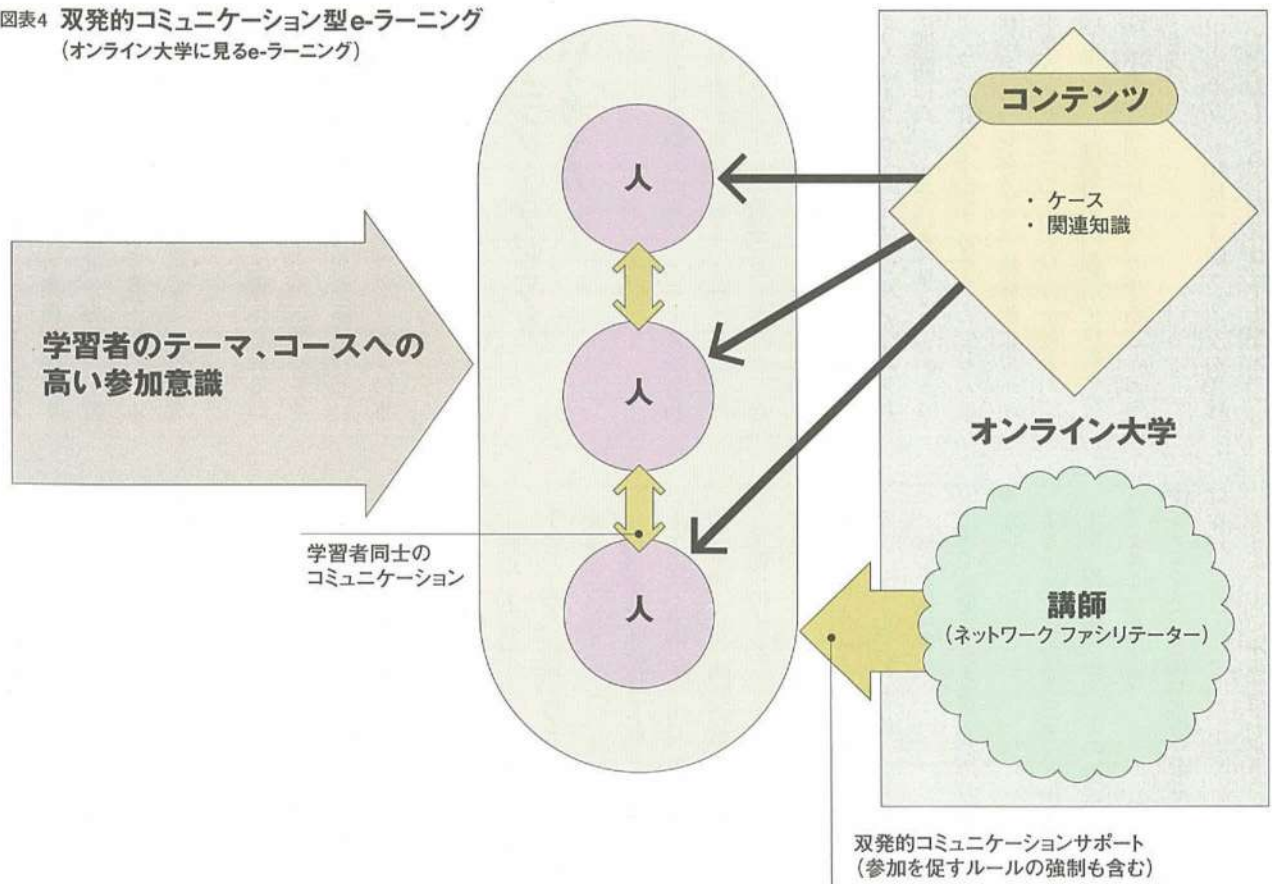 図表4 双発的コミュニケーション型e-ラーニング
(オンライン大学に見るe-ラーニング)
コンテンツ
・ ケース
・ 関連知識
人
人
人
学習者のテーマ、コースへの
高い参加意識
学習者同士の
コミュニケーション
オンライン大学
講師
(ネットワーク ファシリテーター)
双発的コミュニケーションサポート
(参加を促すルールの強制も含む)